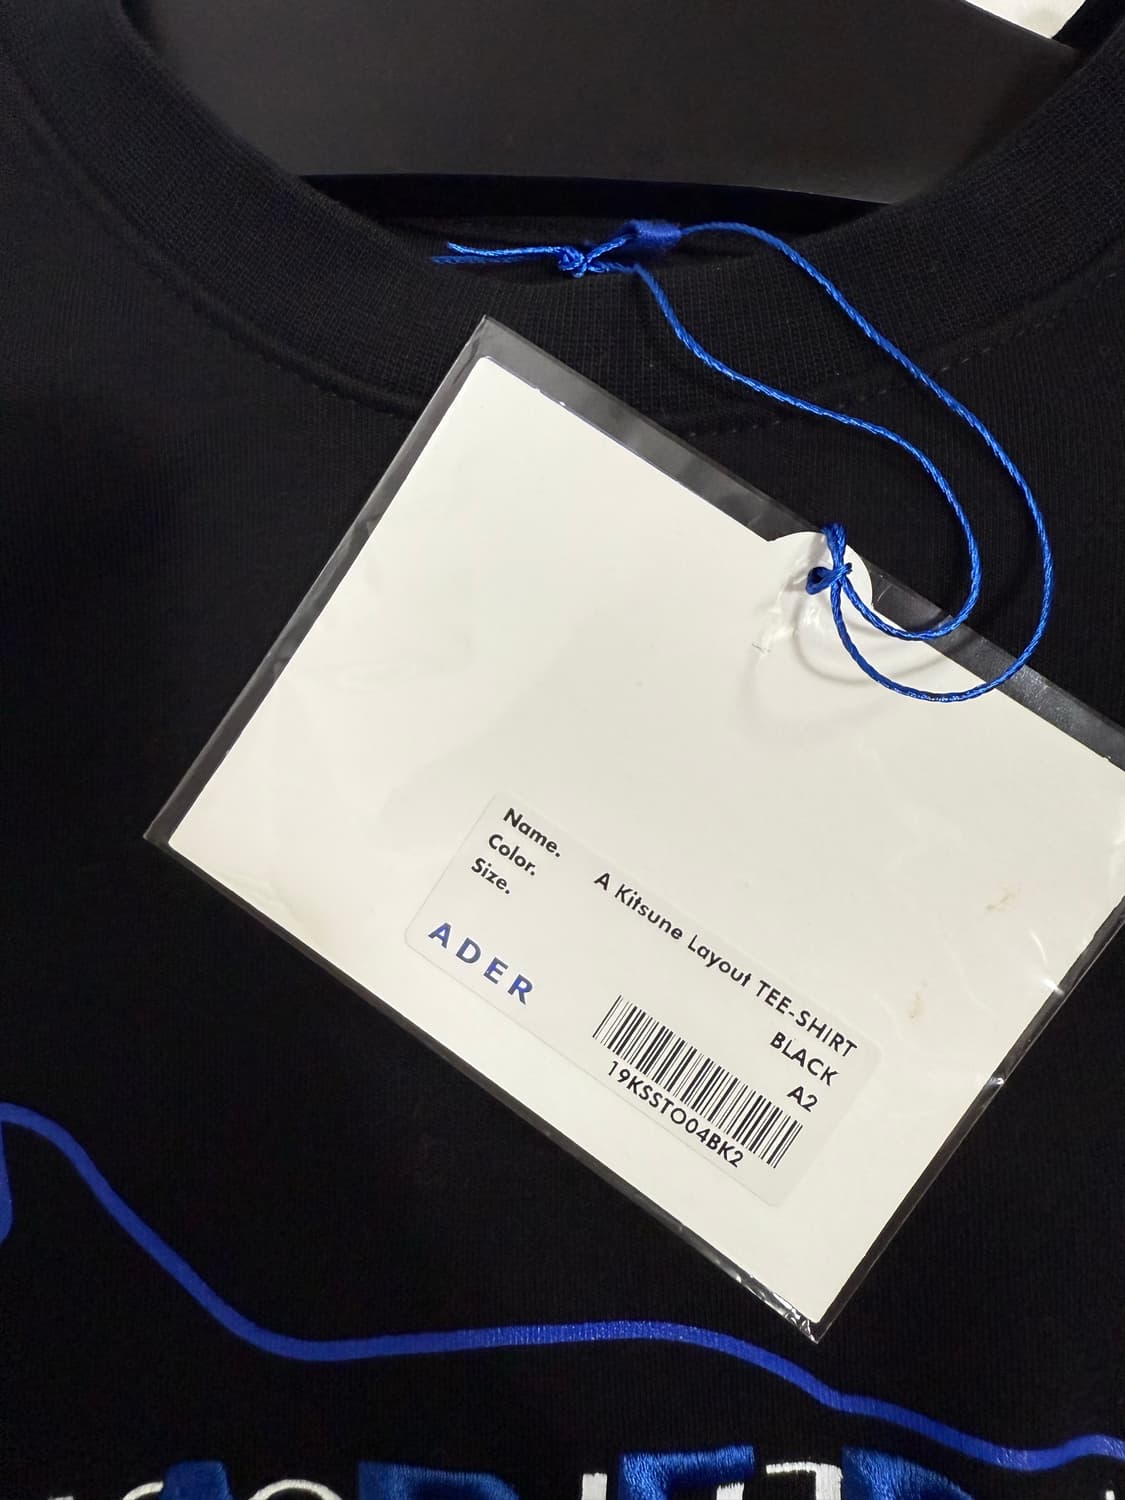 Name. A Kitsune Layout TEE-SHIRT
Color. BLACK
Size. A2
ADER
19KSSTO04BK2